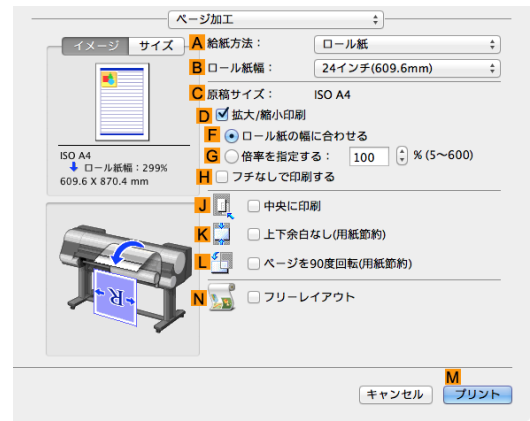 ページ加工
イメージ サイズ
A 給紙方法： ロール紙
B ロール紙幅： 24インチ(609.6mm)
C 原稿サイズ： ISO A4
D 拡大/縮小印刷
F ロール紙の幅に合わせる
G 倍率を指定する： 100 % (5～600)
H フチなしで印刷する
ISO A4
ロール紙幅：299%
609.6 X 870.4 mm
J 中央に印刷
K 上下余白なし(用紙節約)
L ページを90度回転(用紙節約)
N フリーレイアウト
R
M
キャンセル プリント